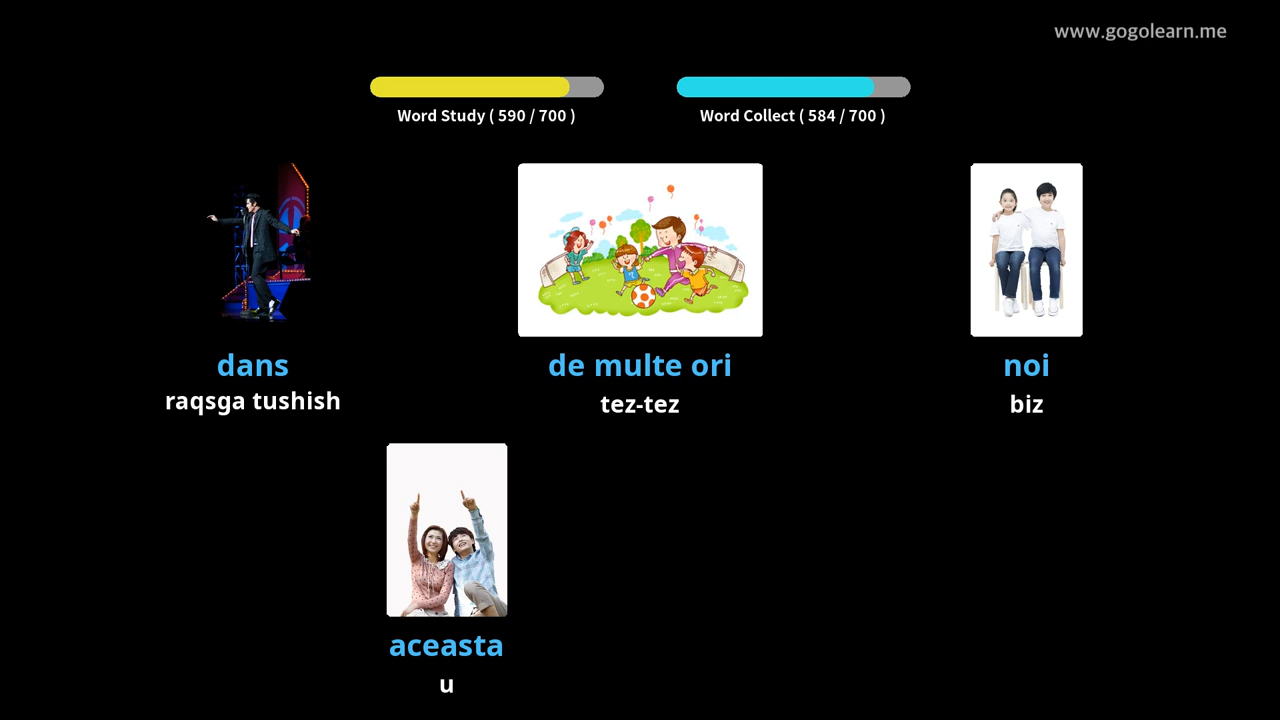 www.gogolearn.me
Word Study ( 590 / 700 )
Word Collect ( 584 / 700 )
dans
raqsga tushish
de multe ori
tez-tez
noi
biz
aceasta
u